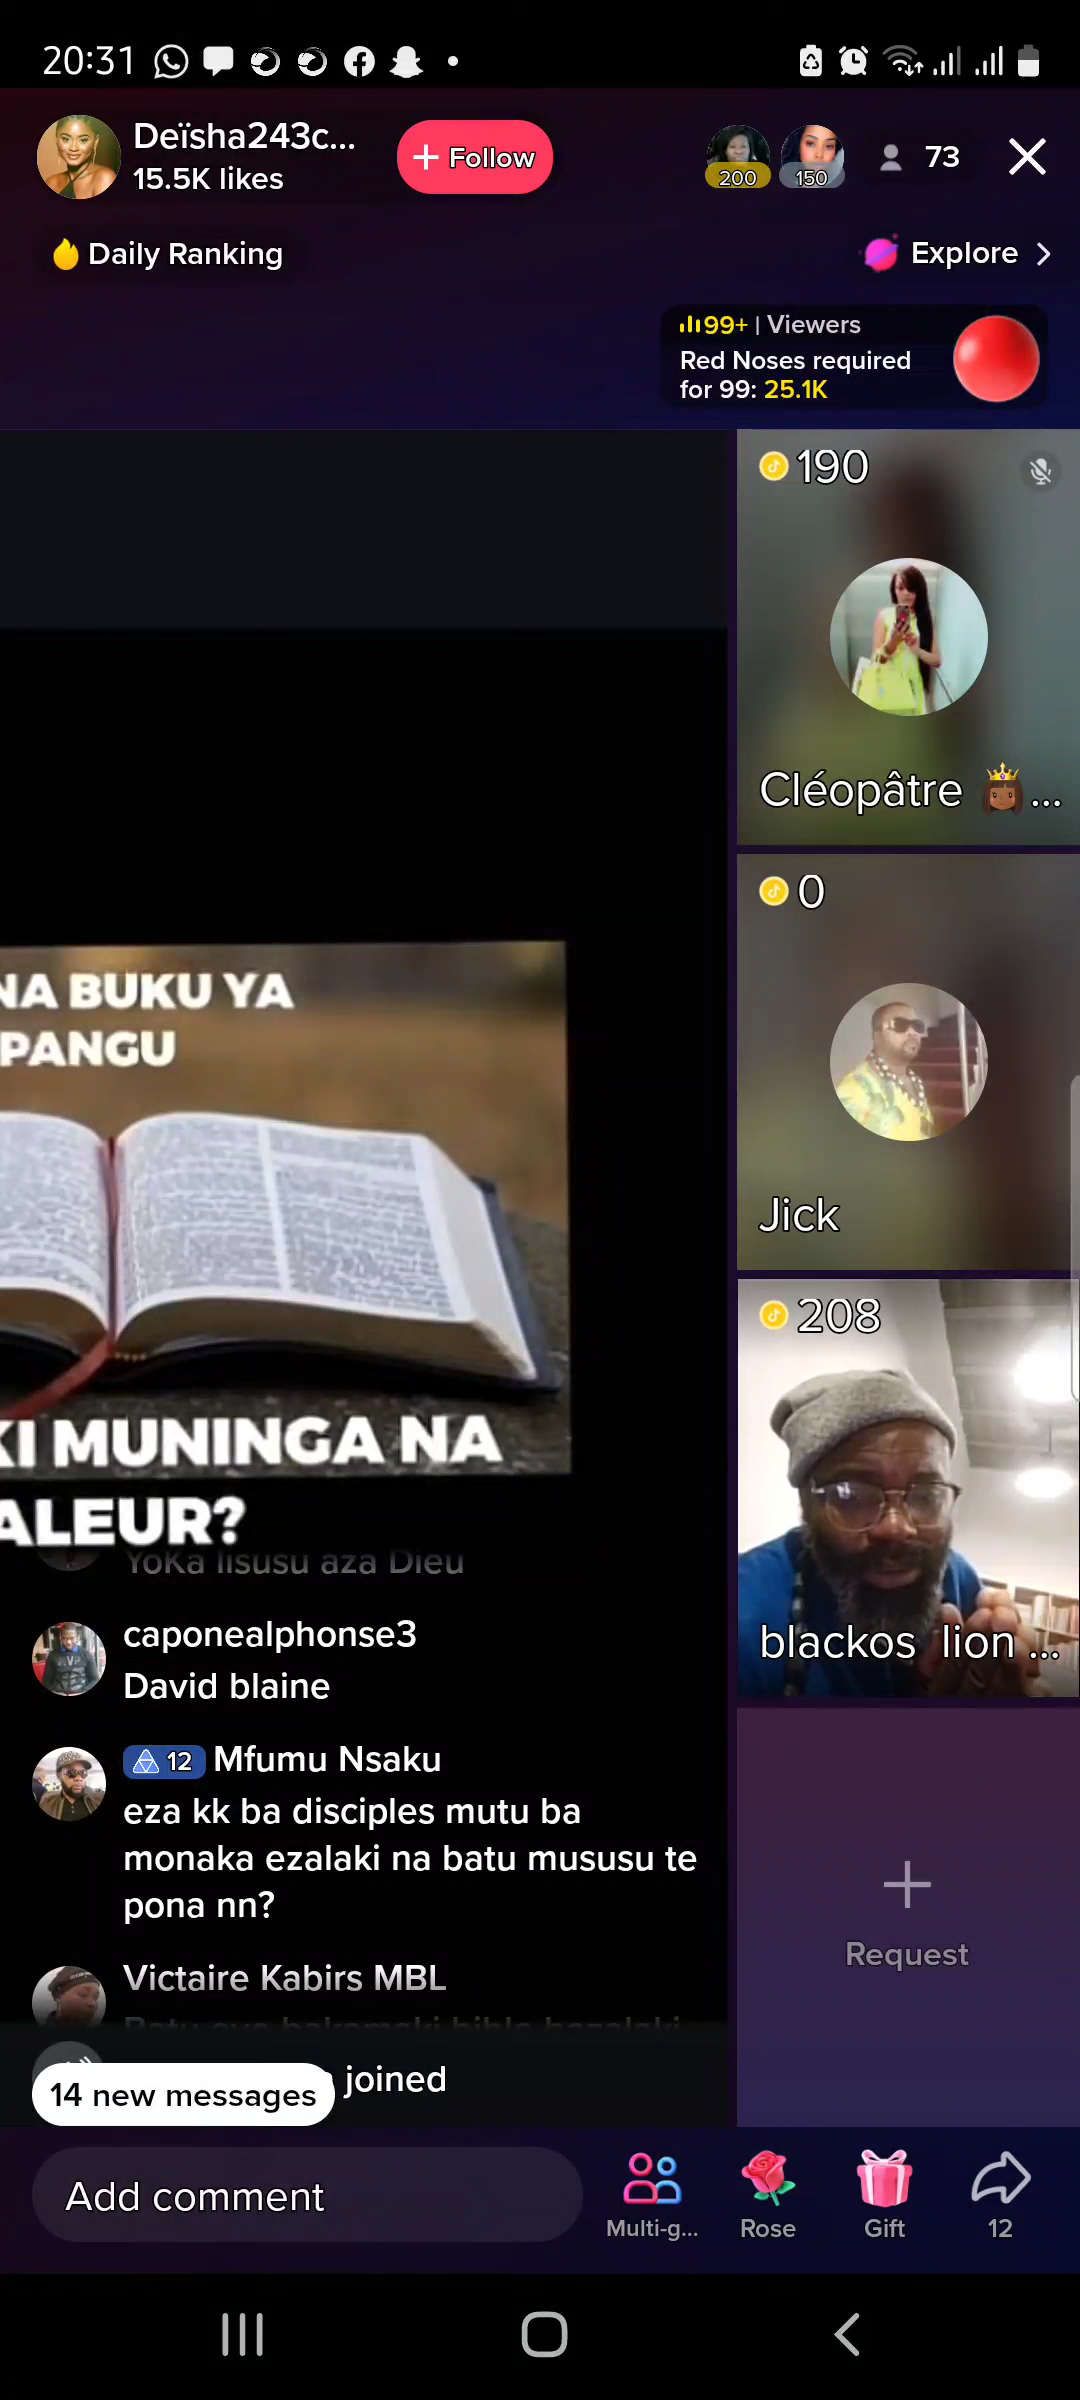 20:31
Deïsha243c...
15.5K likes
+ Follow
200
150
73
Daily Ranking
Explore
99+ | Viewers
Red Noses required
for 99: 25.1K
190
Cléopâtre ...
0
Jick
208
blackos lion ...
NA BUKU YA
PANGU
KI MUNINGA NA
ALEUR?
Yoka lisusu aza Dieu
caponealphonse3
David blaine
12 Mfumu Nsaku
eza kk ba disciples mutu ba
monaka ezalaki na batu mususu te
pona nn?
Victaire Kabirs MBL
joined
14 new messages
Request
Add comment
Multi-g...
Rose
Gift
12